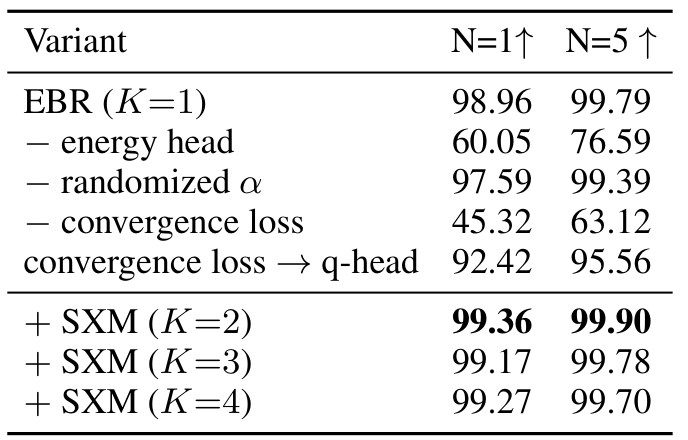 Variant N=1↑ N=5 ↑
EBR (K=1) 98.96 99.79
− energy head 60.05 76.59
− randomized α 97.59 99.39
− convergence loss 45.32 63.12
convergence loss → q-head 92.42 95.56
+ SXM (K=2) 99.36 99.90
+ SXM (K=3) 99.17 99.78
+ SXM (K=4) 99.27 99.70